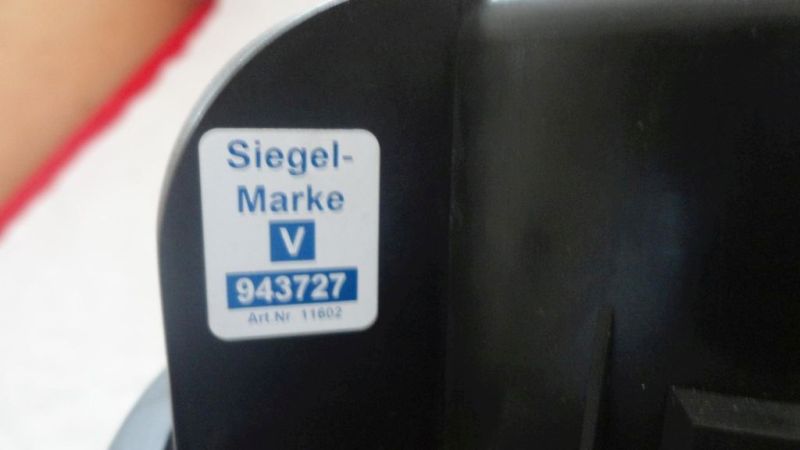 Siegel-
Marke
V
943727
Art Nr. 11602